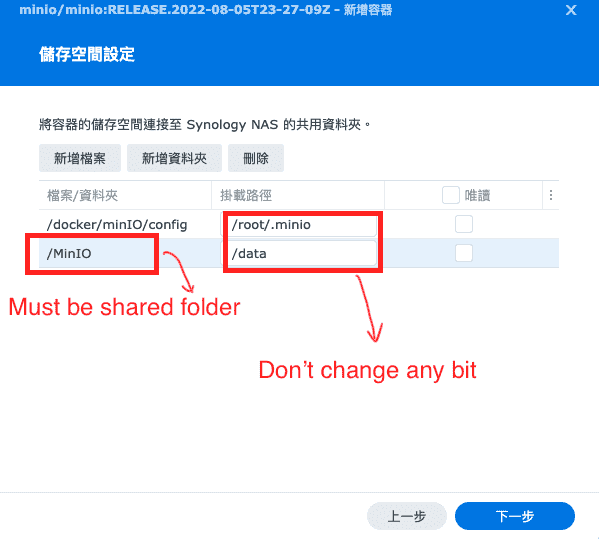 minio/minio:RELEASE.2022-08-05T23-27-09Z - 新增容器
儲存空間設定
將容器的儲存空間連接至 Synology NAS 的共用資料夾。
新增檔案 新增資料夾 刪除
檔案/資料夾 掛載路徑 唯讀
/docker/minIO/config /root/.minio
/MinIO /data
Must be shared folder
Don't change any bit
上一步 下一步